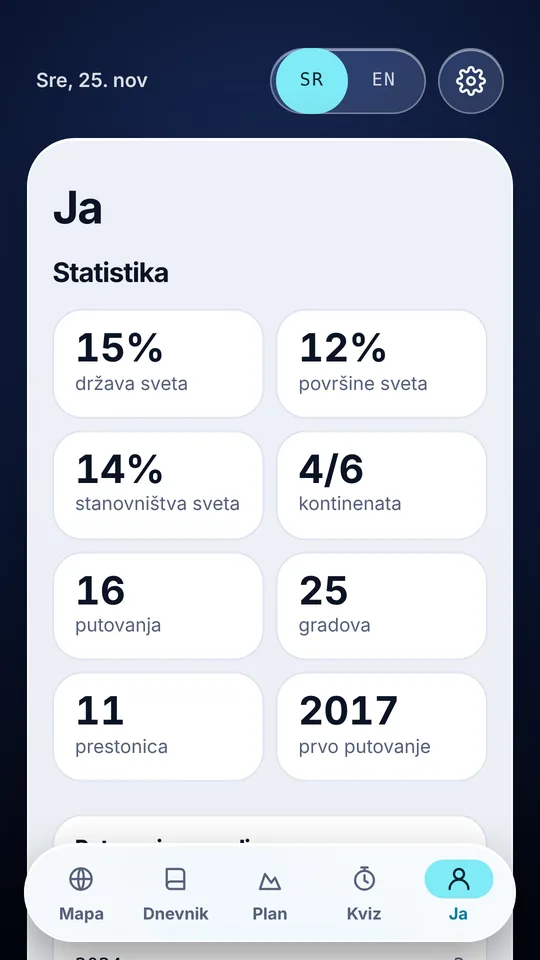 Sre, 25. nov
SR
EN
Ja
Statistika
15%
država sveta
12%
površine sveta
14%
stanovništva sveta
4/6
kontinenata
16
putovanja
25
gradova
11
prestonica
2017
prvo putovanje
Mapa
Dnevnik
Plan
Kviz
Ja